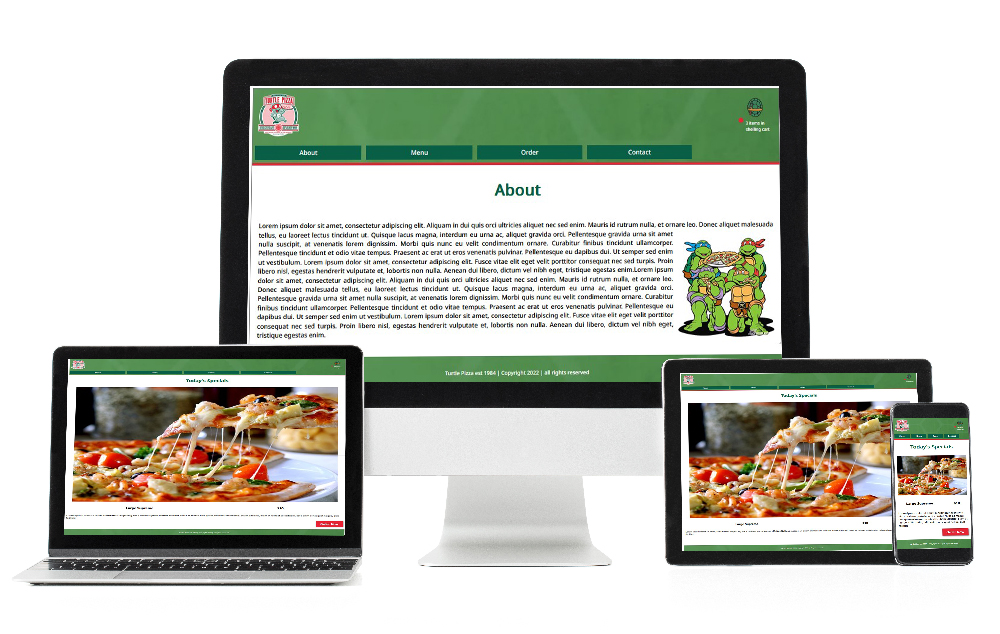 TURTLE PIZZA
3 items in
shelling cart
About
Menu
Order
Contact
About
Lorem ipsum dolor sit amet, consectetur adipiscing elit. Aliquam in dui quis orci ultricies aliquet nec sed enim. Mauris id rutrum nulla, et ornare leo. Donec aliquet malesuada
tellus, eu laoreet lectus tincidunt ut. Quisque lacus magna, interdum eu urna ac, aliquet gravida orci. Pellentesque gravida urna sit amet
nulla suscipit, at venenatis lorem dignissim. Morbi quis nunc eu velit condimentum ornare. Curabitur finibus tincidunt ullamcorper.
Pellentesque tincidunt et odio vitae tempus. Praesent ac erat ut eros venenatis pulvinar. Pellentesque eu dapibus dui. Ut semper sed enim
ut vestibulum. Lorem ipsum dolor sit amet, consectetur adipiscing elit. Fusce vitae elit eget velit porttitor consequat nec sed turpis. Proin
libero nisl, egestas hendrerit vulputate et, lobortis non nulla. Aenean dui libero, dictum vel nibh eget, tristique egestas enim.Lorem ipsum
dolor sit amet, consectetur adipiscing elit. Aliquam in dui quis orci ultricies aliquet nec sed enim. Mauris id rutrum nulla, et ornare leo.
Donec aliquet malesuada tellus, eu laoreet lectus tincidunt ut. Quisque lacus magna, interdum eu urna ac, aliquet gravida orci.
Pellentesque gravida urna sit amet nulla suscipit, at venenatis lorem dignissim. Morbi quis nunc eu velit condimentum ornare. Curabitur
finibus tincidunt ullamcorper. Pellentesque tincidunt et odio vitae tempus. Praesent ac erat ut eros venenatis pulvinar. Pellentesque eu
dapibus dui. Ut semper sed enim ut vestibulum. Lorem ipsum dolor sit amet, consectetur adipiscing elit. Fusce vitae elit eget velit porttitor
consequat nec sed turpis. Proin libero nisl, egestas hendrerit vulputate et, lobortis non nulla. Aenean dui libero, dictum vel nibh eget,
tristique egestas enim.
Turtle Pizza est 1984 | Copyright 2022 | all rights reserved
Today's Specials
Large Supreme
Today's Specials
Large Supreme
Today's Specials
Large Supreme